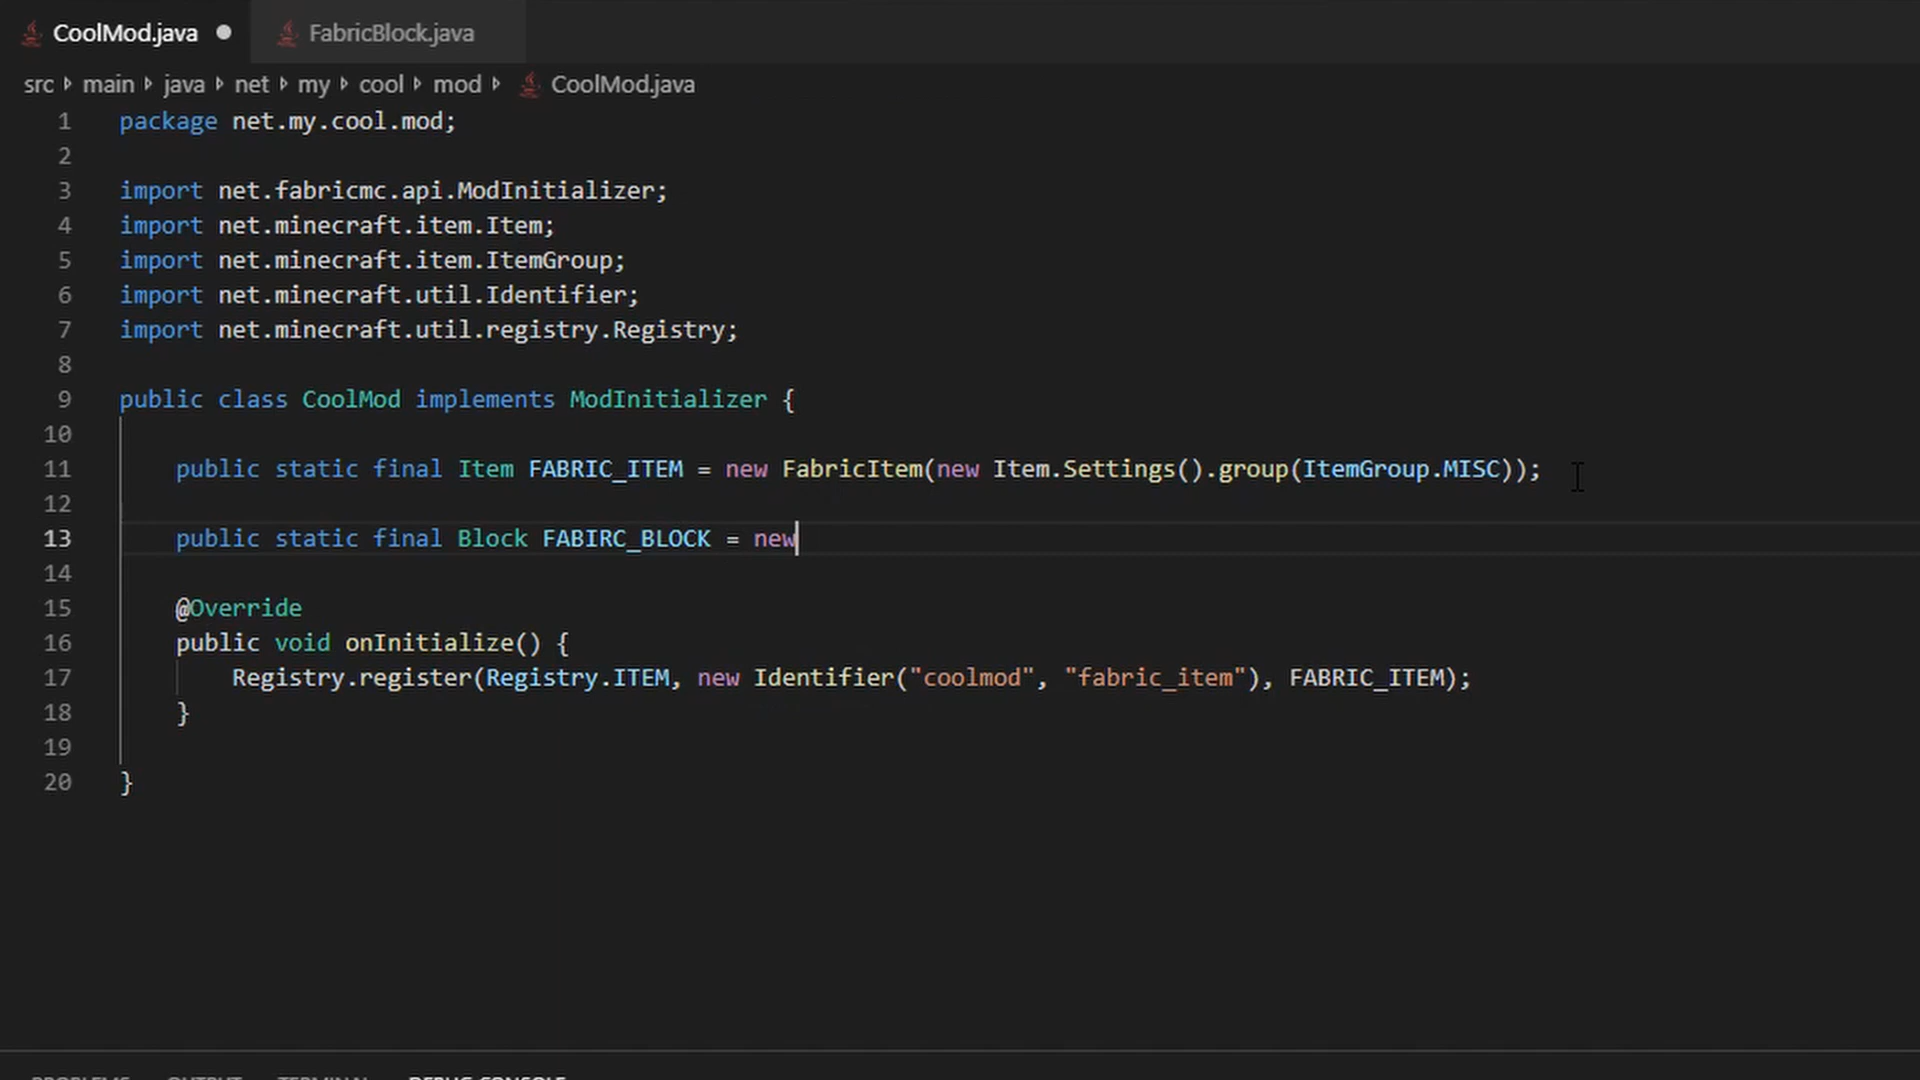 CoolMod.java FabricBlock.java
src main java net my cool mod CoolMod.java
1 package net.my.cool.mod;
2
3 import net.fabricmc.api.ModInitializer;
4 import net.minecraft.item.Item;
5 import net.minecraft.item.ItemGroup;
6 import net.minecraft.util.Identifier;
7 import net.minecraft.util.registry.Registry;
8
9 public class CoolMod implements ModInitializer {
10
11 public static final Item FABRIC_ITEM = new FabricItem(new Item.Settings().group(ItemGroup.MISC));
12
13 public static final Block FABIRC_BLOCK = new
14
15 @Override
16 public void onInitialize() {
17 Registry.register(Registry.ITEM, new Identifier("coolmod", "fabric_item"), FABRIC_ITEM);
18 }
19
20 }
PROBLEMS OUTPUT TERMINAL DEBUG CONSOLE